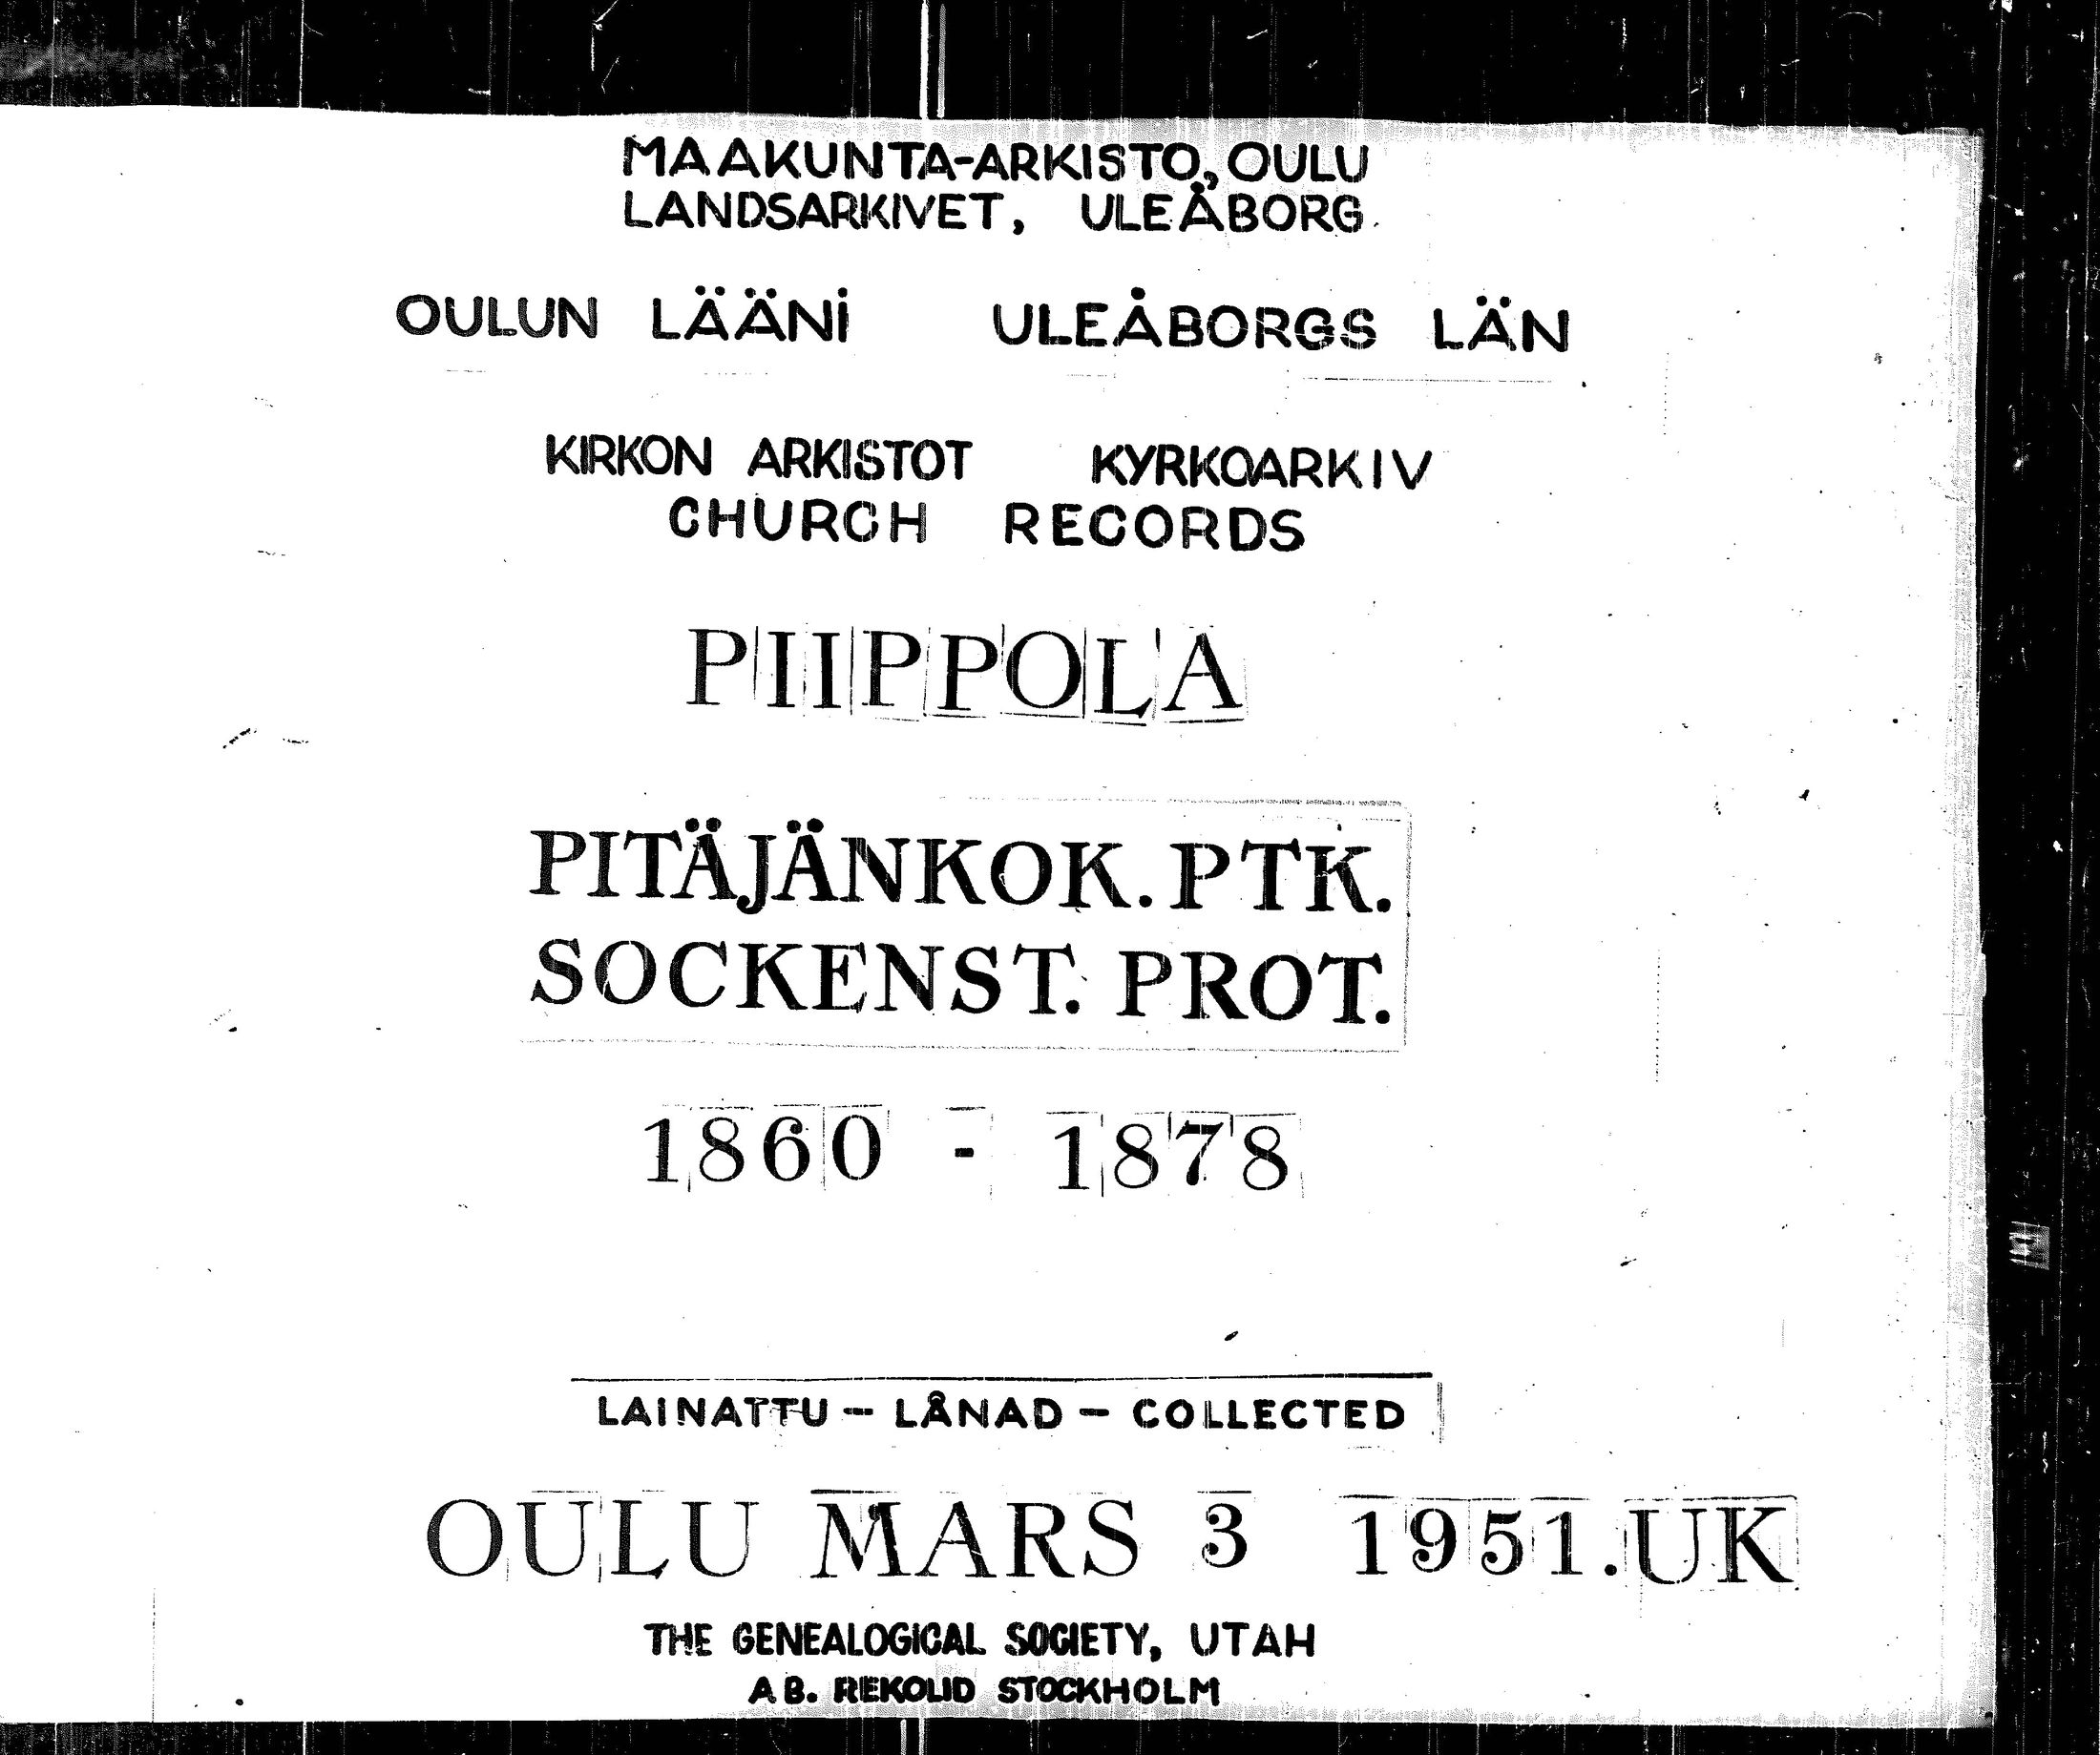 MAAKUNTA-ARKISTO, OULU
LANDSARKIVET, ULEÅBORG.
OULUN LÄÄNI ULEÅBORGS LÄN
KIRKON ARKISTOT KYRKOARKIV
CHURCH RECORDS
PIIPPOLA
PITÄJÄNKOK. PTK.
SOCKENST. PROT.
1860 - 1878
LAINATTU - LÅNAD - COLLECTED
OULU MARS 3 1951. UK
THE GENEALOGICAL SOCIETY, UTAH
AB. REKOLID STOCKHOLM